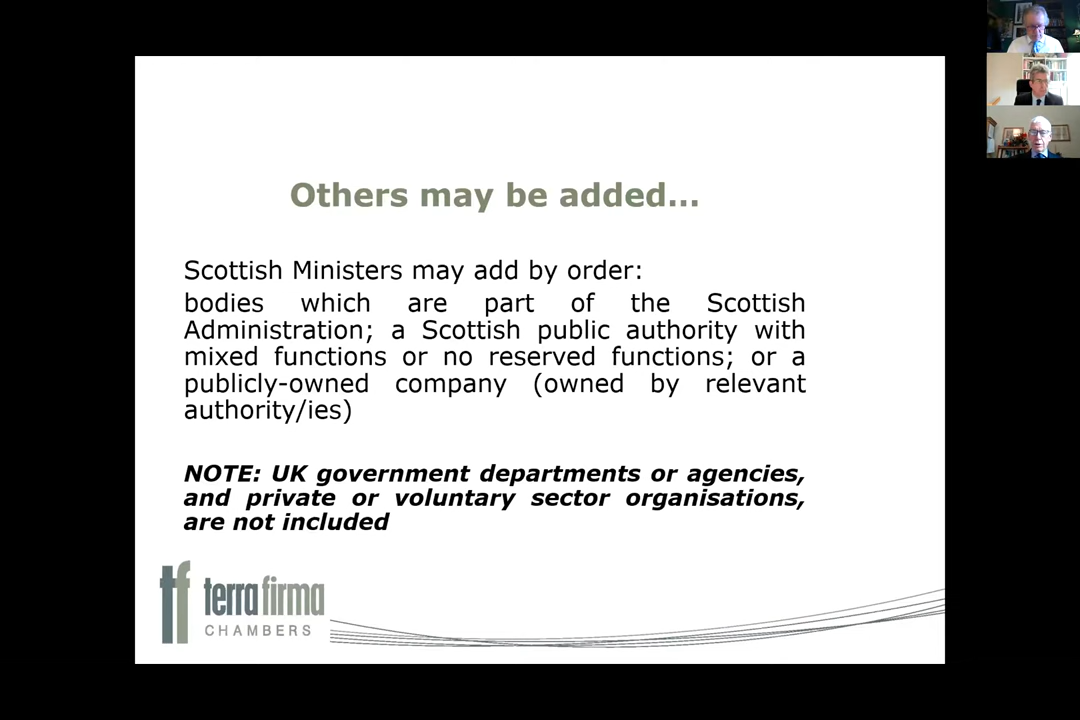 Others may be added...
Scottish Ministers may add by order:
bodies which are part of the Scottish
Administration; a Scottish public authority with
mixed functions or no reserved functions; or a
publicly-owned company (owned by relevant
authority/ies)
NOTE: UK government departments or agencies,
and private or voluntary sector organisations,
are not included
tf terra firma
CHAMBERS